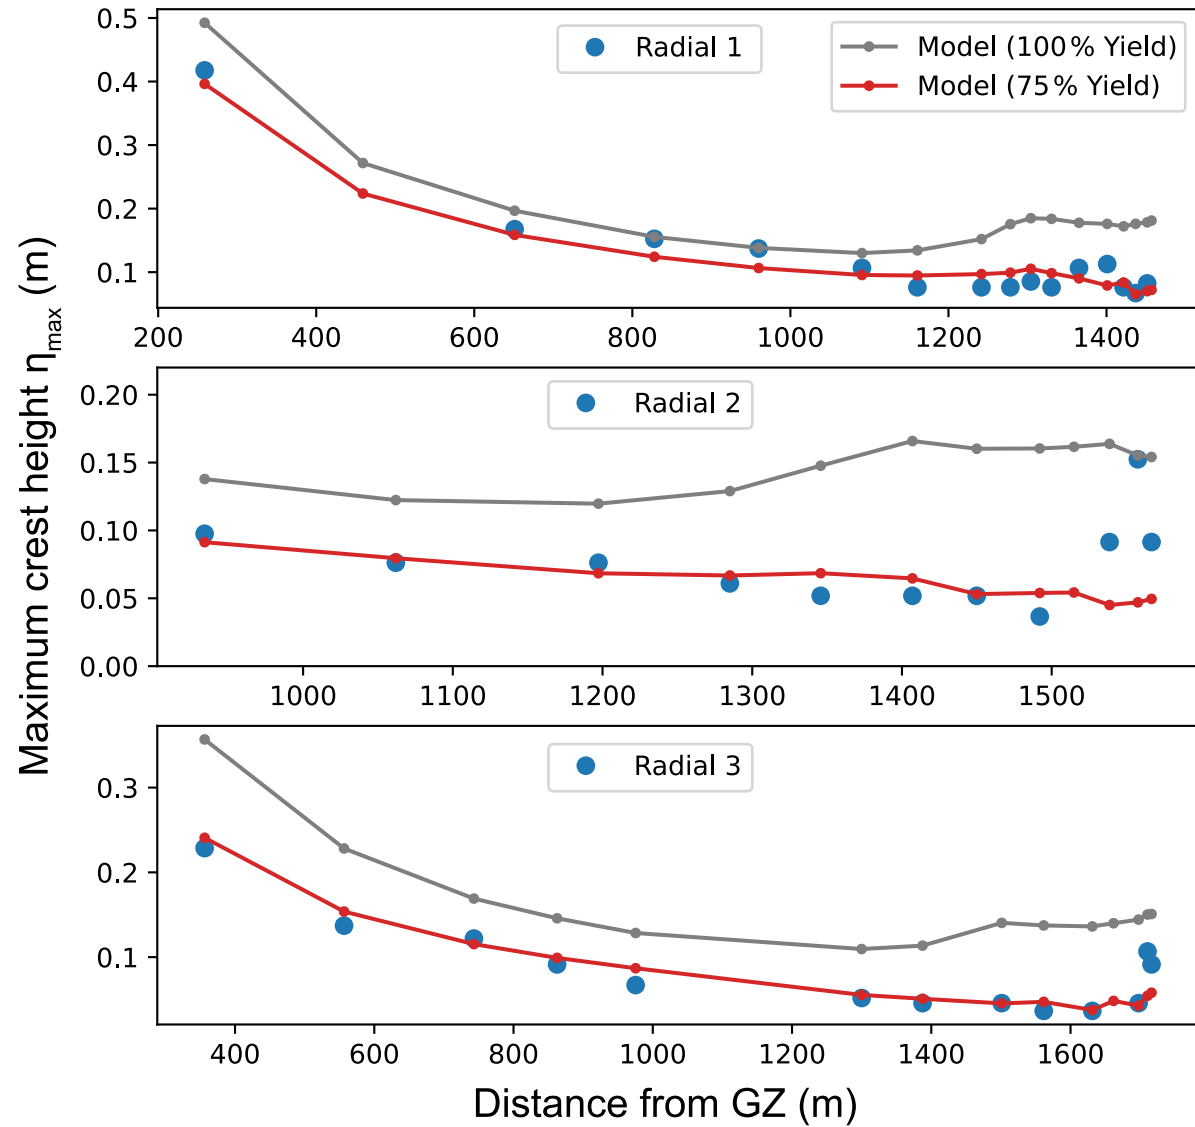 Maximum crest height ηmax (m)
0.5
0.4
0.3
0.2
0.1
Radial 1
Model (100% Yield)
Model (75% Yield)
200 400 600 800 1000 1200 1400
0.20
0.15
0.10
0.05
0.00
Radial 2
1000 1100 1200 1300 1400 1500
0.3
0.2
0.1
Radial 3
400 600 800 1000 1200 1400 1600
Distance from GZ (m)